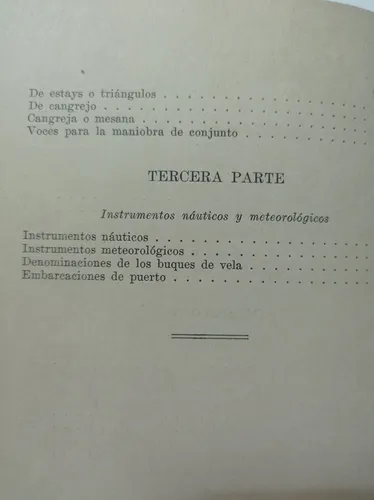 De estays o triángulos . . . . . . . . . . . .
De cangrejo . . . . . . . . . . . . . . . .
Cangreja o mesana . . . . . . . . . . . . .
Voces para la maniobra de conjunto . . . . . . .
TERCERA PARTE
Instrumentos náuticos y meteorológicos
Instrumentos náuticos . . . . . . . . . . . . .
Instrumentos meteorológicos . . . . . . . . . . .
Denominaciones de los buques de vela . . . . . . .
Embarcaciones de puerto . . . . . . . . . . . .